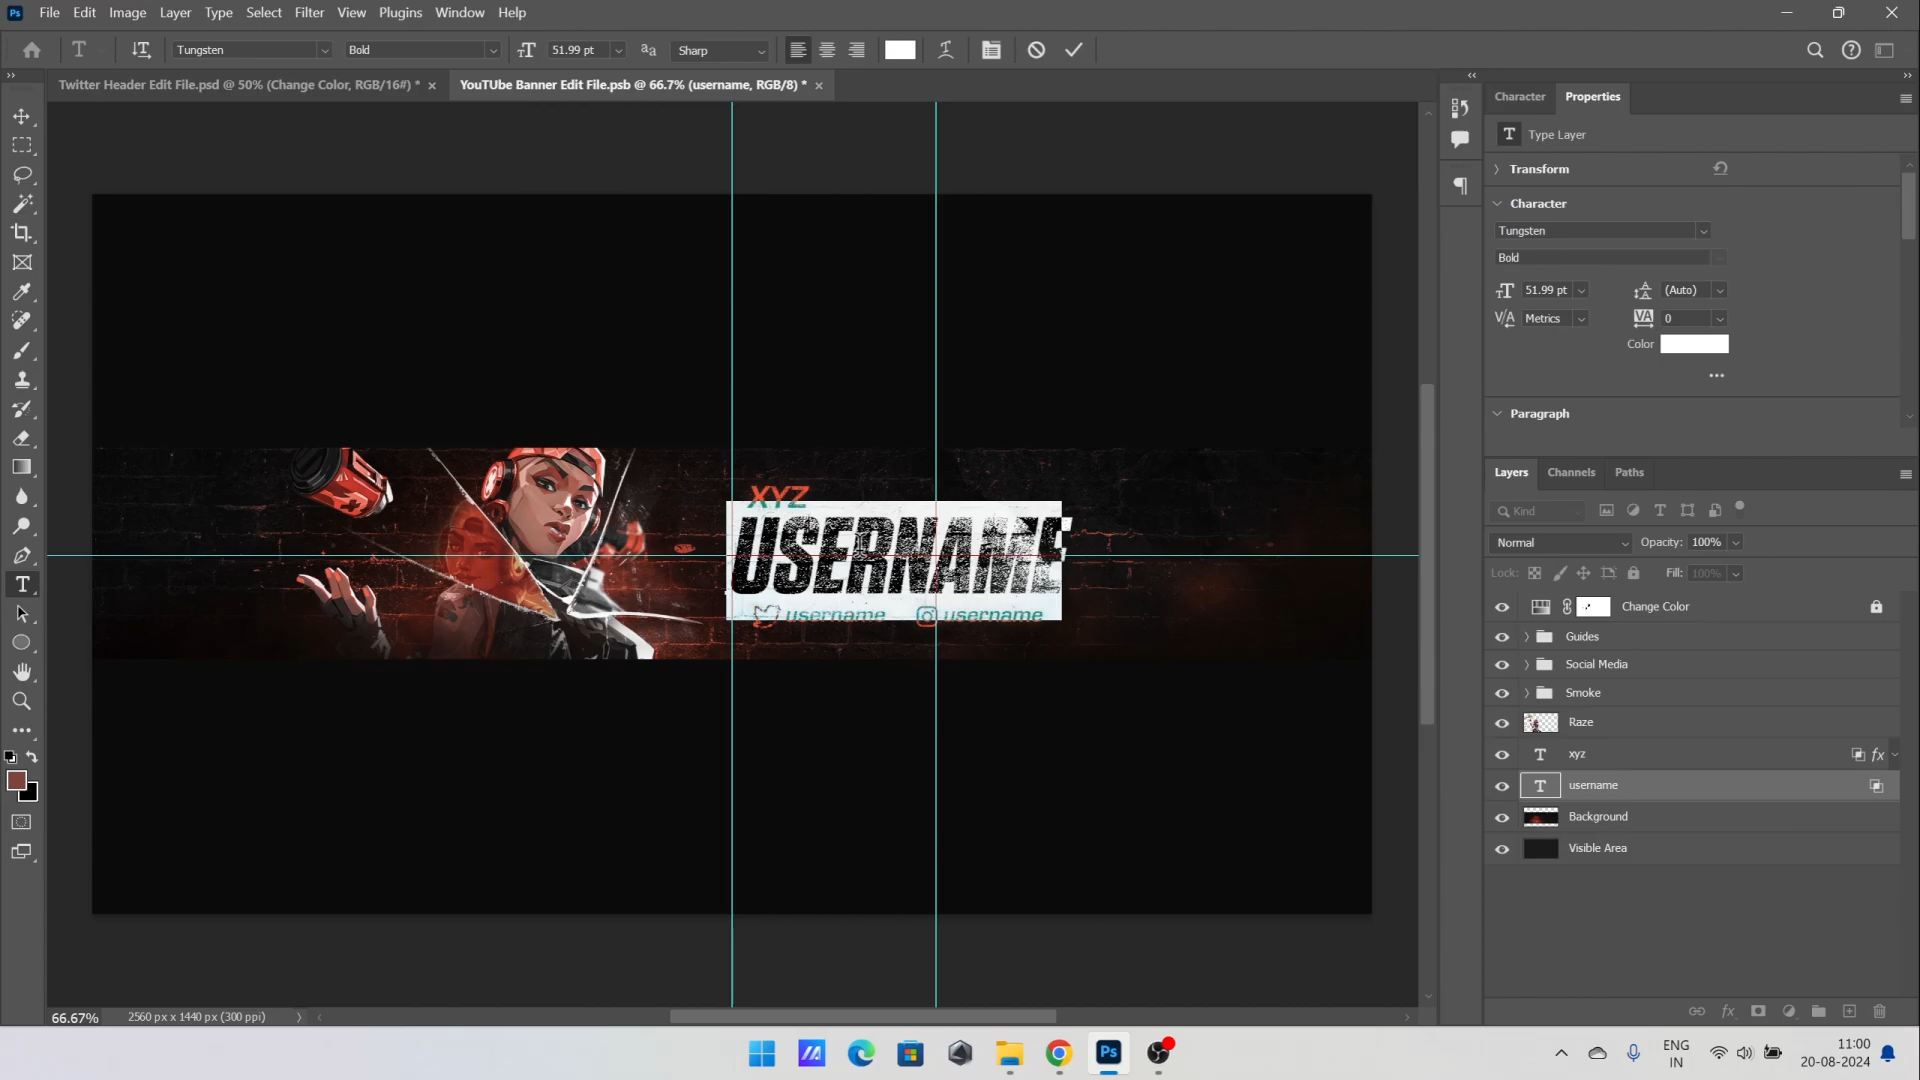 File Edit Image Layer Type Select Filter View Plugins Window Help
Tungsten Bold 51.99 pt Sharp
Twitter Header Edit File.psd @ 50% (Change Color, RGB/16#) *
YouTUbe Banner Edit File.psb @ 66.7% (username, RGB/8) *
XYZ
USERNAME
username username
Character Properties
Type Layer
Transform
Character
Tungsten
Bold
51.99 pt (Auto)
Metrics 0
Color
Paragraph
Layers Channels Paths
Kind
Normal Opacity: 100%
Lock: Fill: 100%
Change Color
Guides
Social Media
Smoke
Raze
xyz
username
Background
Visible Area
66.67% 2560 px x 1440 px (300 ppi)
ENG
IN
11:00
20-08-2024